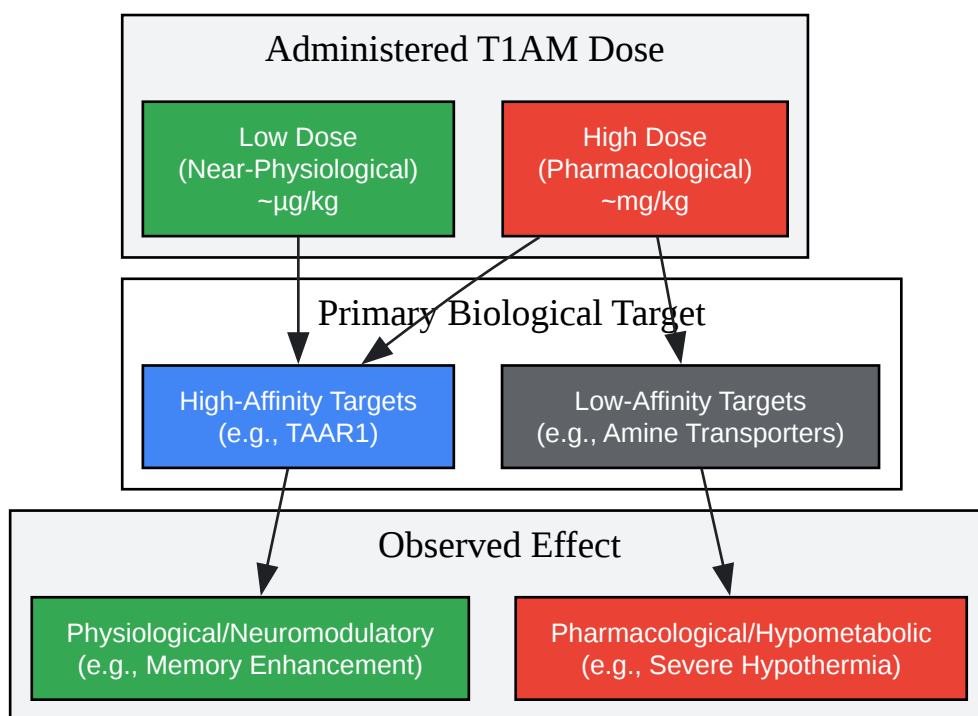 Administered T1AM Dose
Low Dose
(Near-Physiological)
~µg/kg
High Dose
(Pharmacological)
~mg/kg
Primary Biological Target
High-Affinity Targets
(e.g., TAAR1)
Low-Affinity Targets
(e.g., Amine Transporters)
Observed Effect
Physiological/Neuromodulatory
(e.g., Memory Enhancement)
Pharmacological/Hypometabolic
(e.g., Severe Hypothermia)